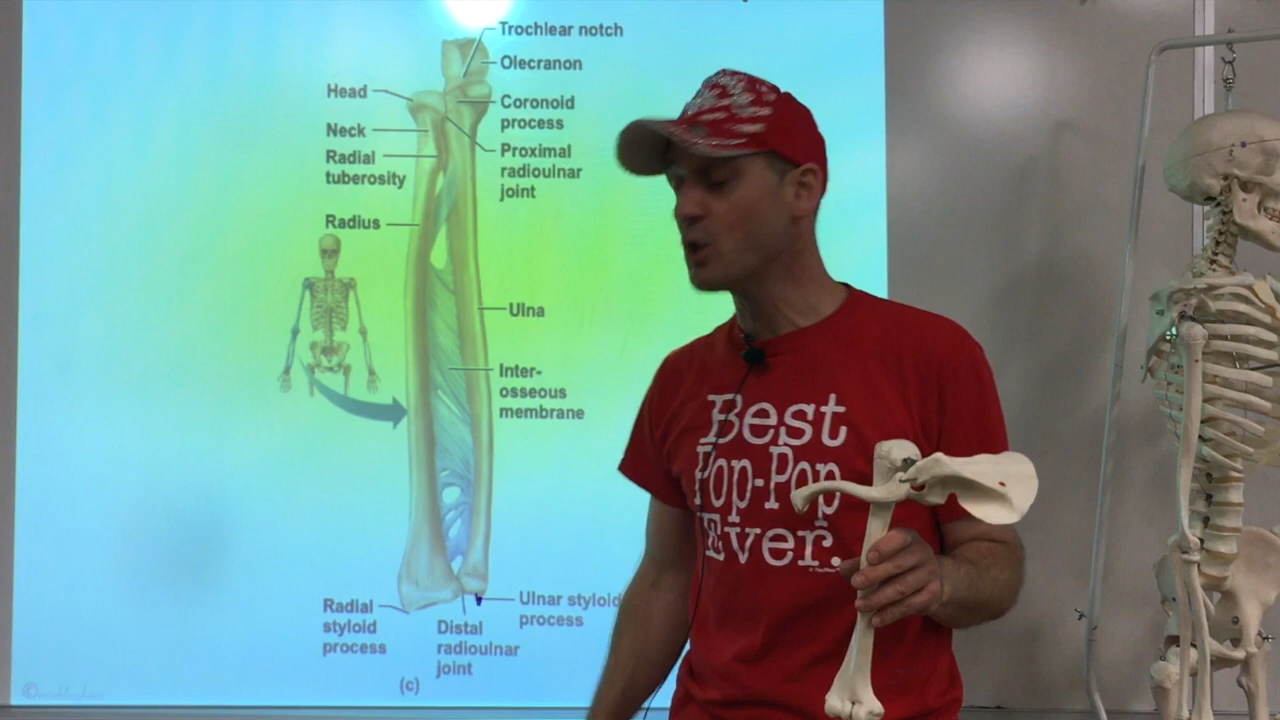 Trochlear notch
Olecranon
Head
Coronoid
process
Neck
Radial
tuberosity
Proximal
radioulnar
joint
Radius
Ulna
Inter-
osseous
membrane
Radial
styloid
process
Distal
radioulnar
joint
Ulnar styloid
process
(c)
Best
Pop-Pop
Ever.